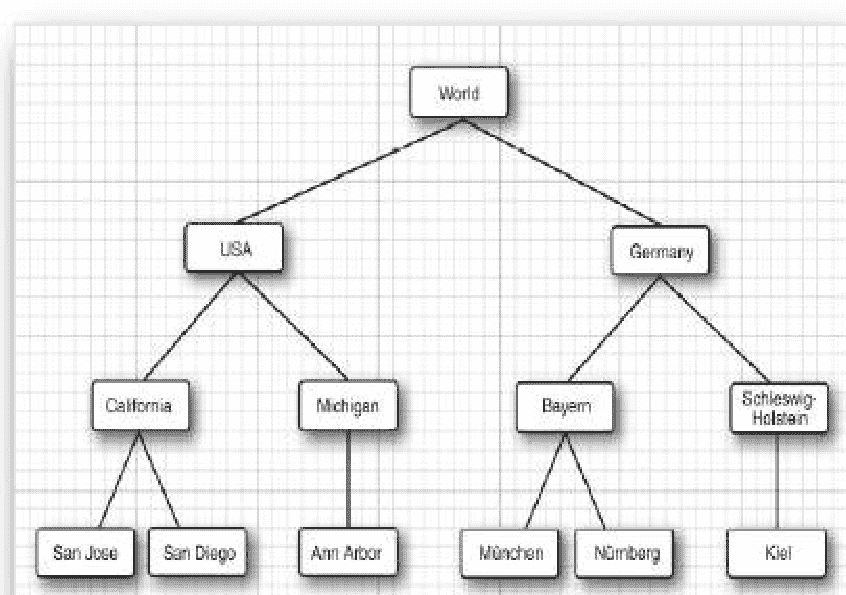 World
USA
Germany
California
Michigan
Bayern
Schleswig-
Holstein
San Jose
San Diego
Ann Arbor
München
Nürnberg
Kiel